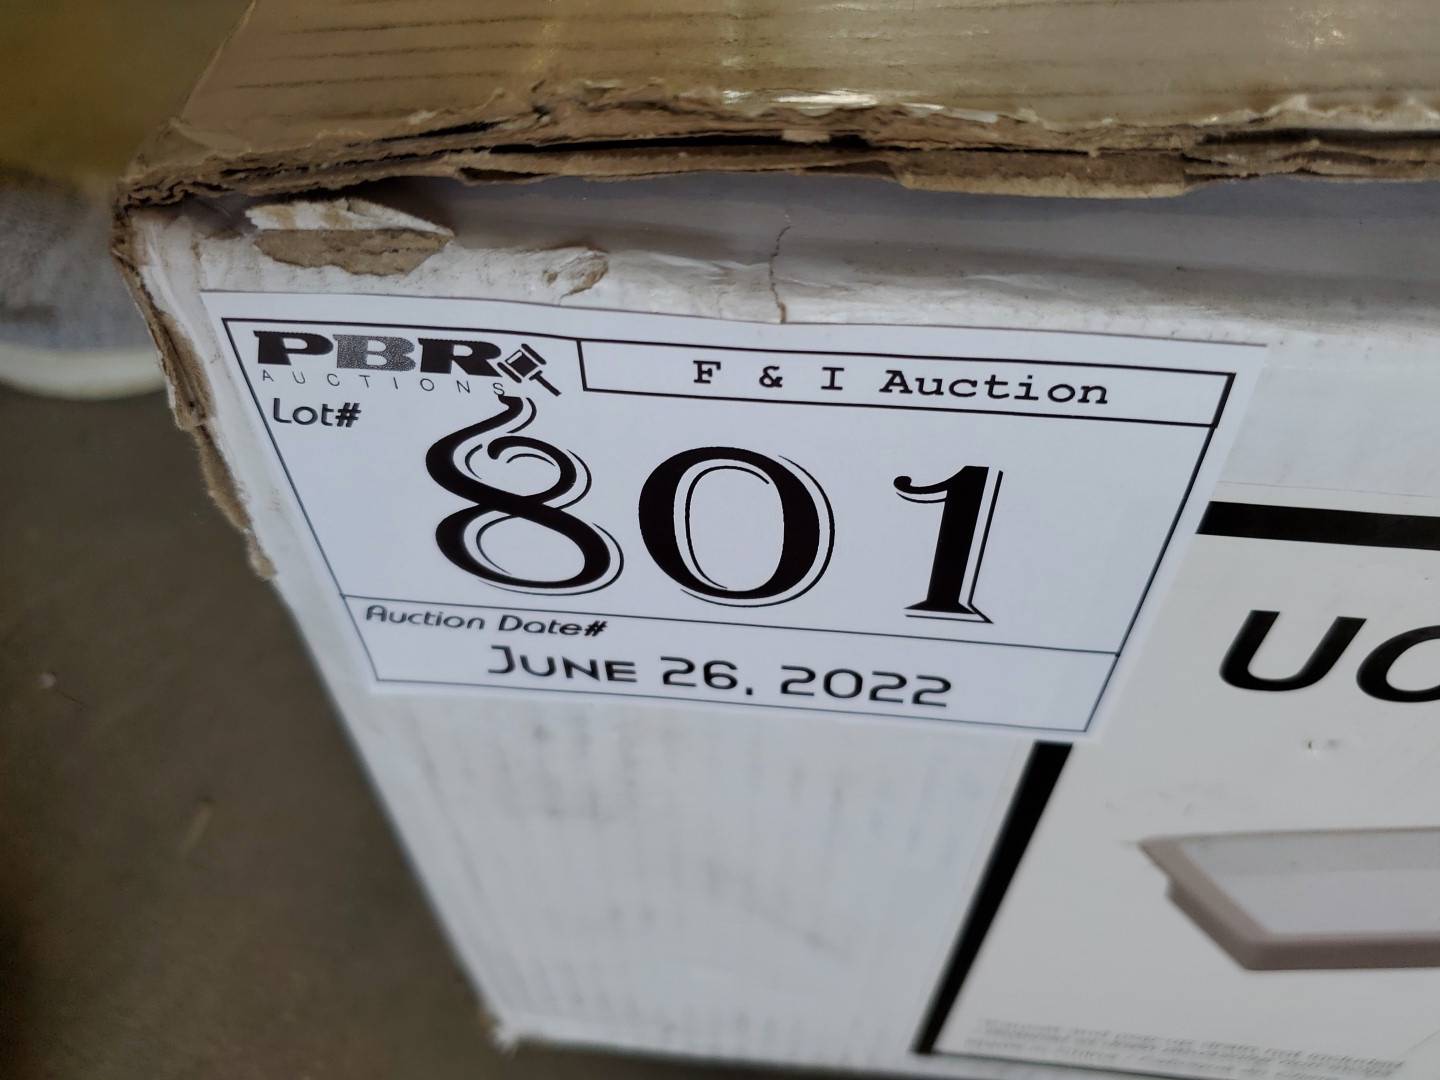 PBR
AUCTIONS
F & I Auction
Lot#
801
Auction Date#
JUNE 26, 2022